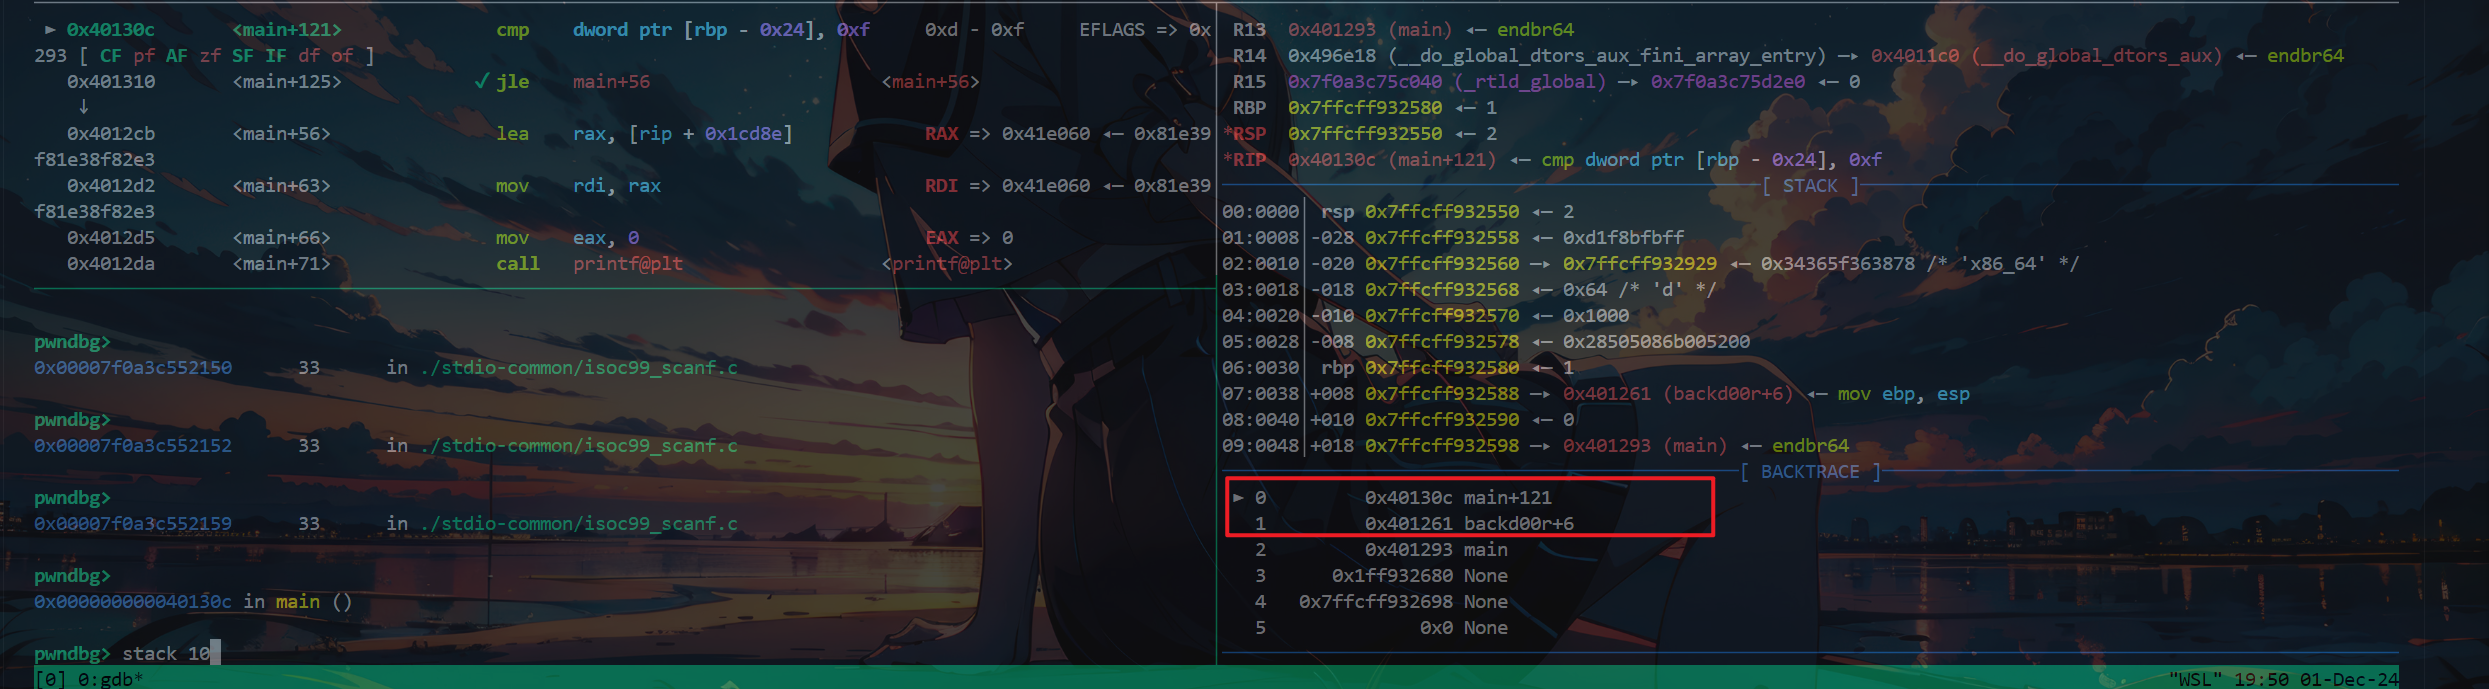 ► 0x40130c <main+121> cmp dword ptr [rbp - 0x24], 0xf 0xd - 0xf EFLAGS => 0x
293 [ CF pf AF zf SF IF df of ]
0x401310 <main+125> ✓ jle main+56 <main+56>
↓
0x4012cb <main+56> lea rax, [rip + 0x1cd8e] RAX => 0x41e060 ◂— 0x81e39
f81e38f82e3
0x4012d2 <main+63> mov rdi, rax RDI => 0x41e060 ◂— 0x81e39
f81e38f82e3
0x4012d5 <main+66> mov eax, 0 EAX => 0
0x4012da <main+71> call printf@plt <printf@plt>
pwndbg>
0x00007f0a3c552150 33 in ./stdio-common/isoc99_scanf.c
pwndbg>
0x00007f0a3c552152 33 in ./stdio-common/isoc99_scanf.c
pwndbg>
0x00007f0a3c552159 33 in ./stdio-common/isoc99_scanf.c
pwndbg>
0x000000000040130c in main ()
pwndbg> stack 10
R13 0x401293 (main) ◂— endbr64
R14 0x496e18 (__do_global_dtors_aux_fini_array_entry) —▸ 0x4011c0 (__do_global_dtors_aux) ◂— endbr64
R15 0x7f0a3c75c040 (_rtld_global) —▸ 0x7f0a3c75d2e0 ◂— 0
RBP 0x7ffcff932580 ◂— 1
*RSP 0x7ffcff932550 ◂— 2
*RIP 0x40130c (main+121) ◂— cmp dword ptr [rbp - 0x24], 0xf
[ STACK ]
00:0000│ rsp 0x7ffcff932550 ◂— 2
01:0008│-028 0x7ffcff932558 ◂— 0xd1f8bfbff
02:0010│-020 0x7ffcff932560 —▸ 0x7ffcff932929 ◂— 0x34365f363878 /* 'x86_64' */
03:0018│-018 0x7ffcff932568 ◂— 0x64 /* 'd' */
04:0020│-010 0x7ffcff932570 ◂— 0x1000
05:0028│-008 0x7ffcff932578 ◂— 0x28505086b005200
06:0030│ rbp 0x7ffcff932580 ◂— 1
07:0038│+008 0x7ffcff932588 —▸ 0x401261 (backd00r+6) ◂— mov ebp, esp
08:0040│+010 0x7ffcff932590 ◂— 0
09:0048│+018 0x7ffcff932598 —▸ 0x401293 (main) ◂— endbr64
[ BACKTRACE ]
► 0 0x40130c main+121
1 0x401261 backd00r+6
2 0x401293 main
3 0x1ff932680 None
4 0x7ffcff932698 None
5 0x0 None
[0] 0:gdb* "WSL" 19:50 01-Dec-24